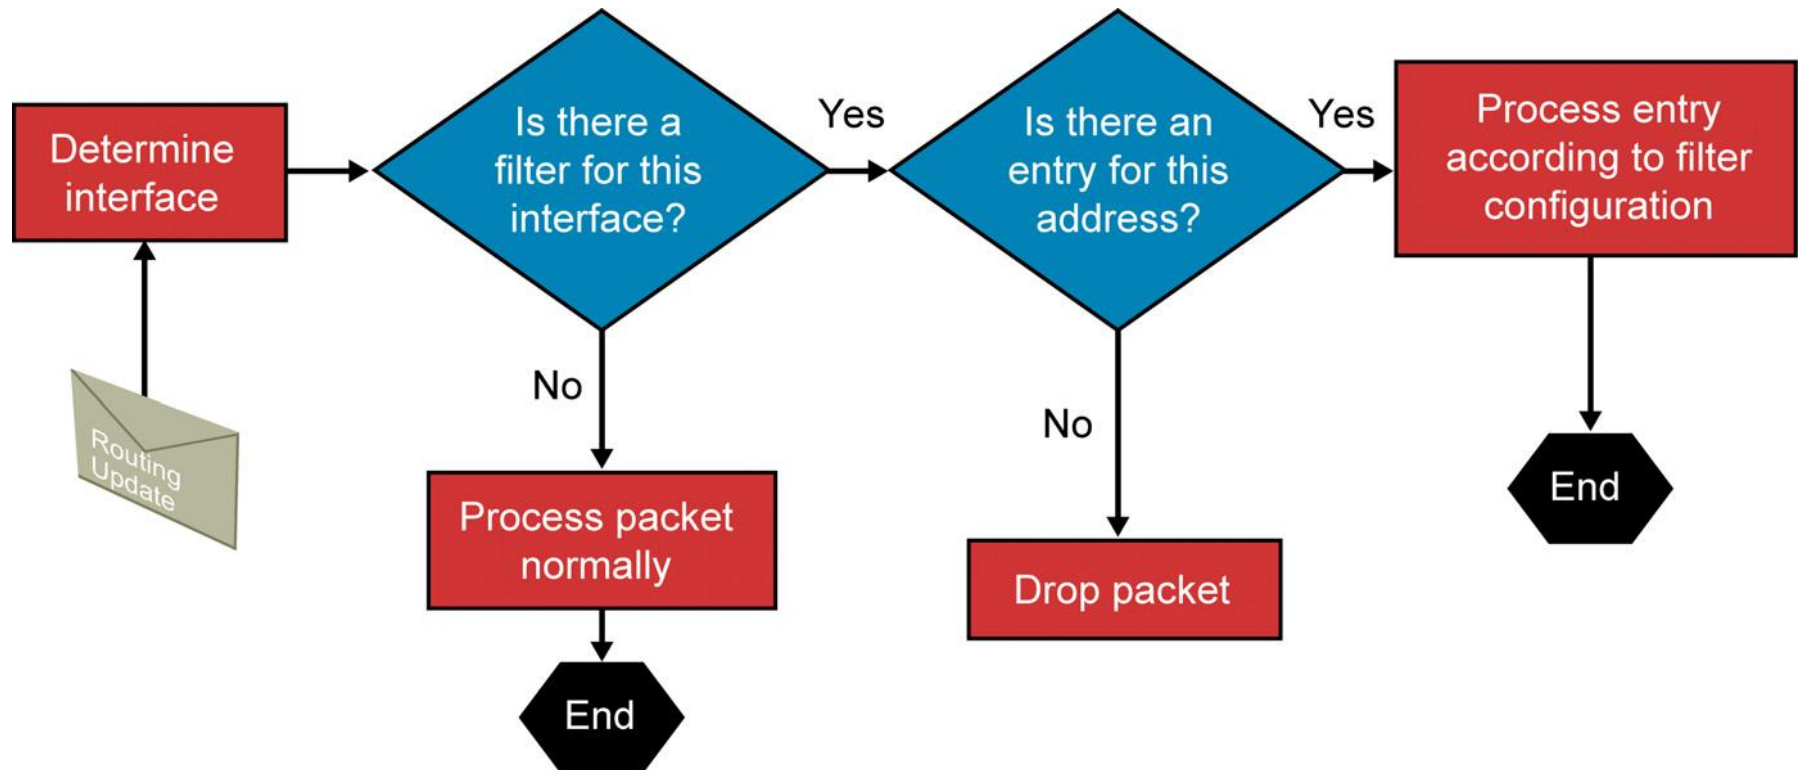 Determine
interface
Routing
Update
Is there a
filter for this
interface?
Yes
No
Process packet
normally
End
Is there an
entry for this
address?
Yes
No
Drop packet
Process entry
according to filter
configuration
End